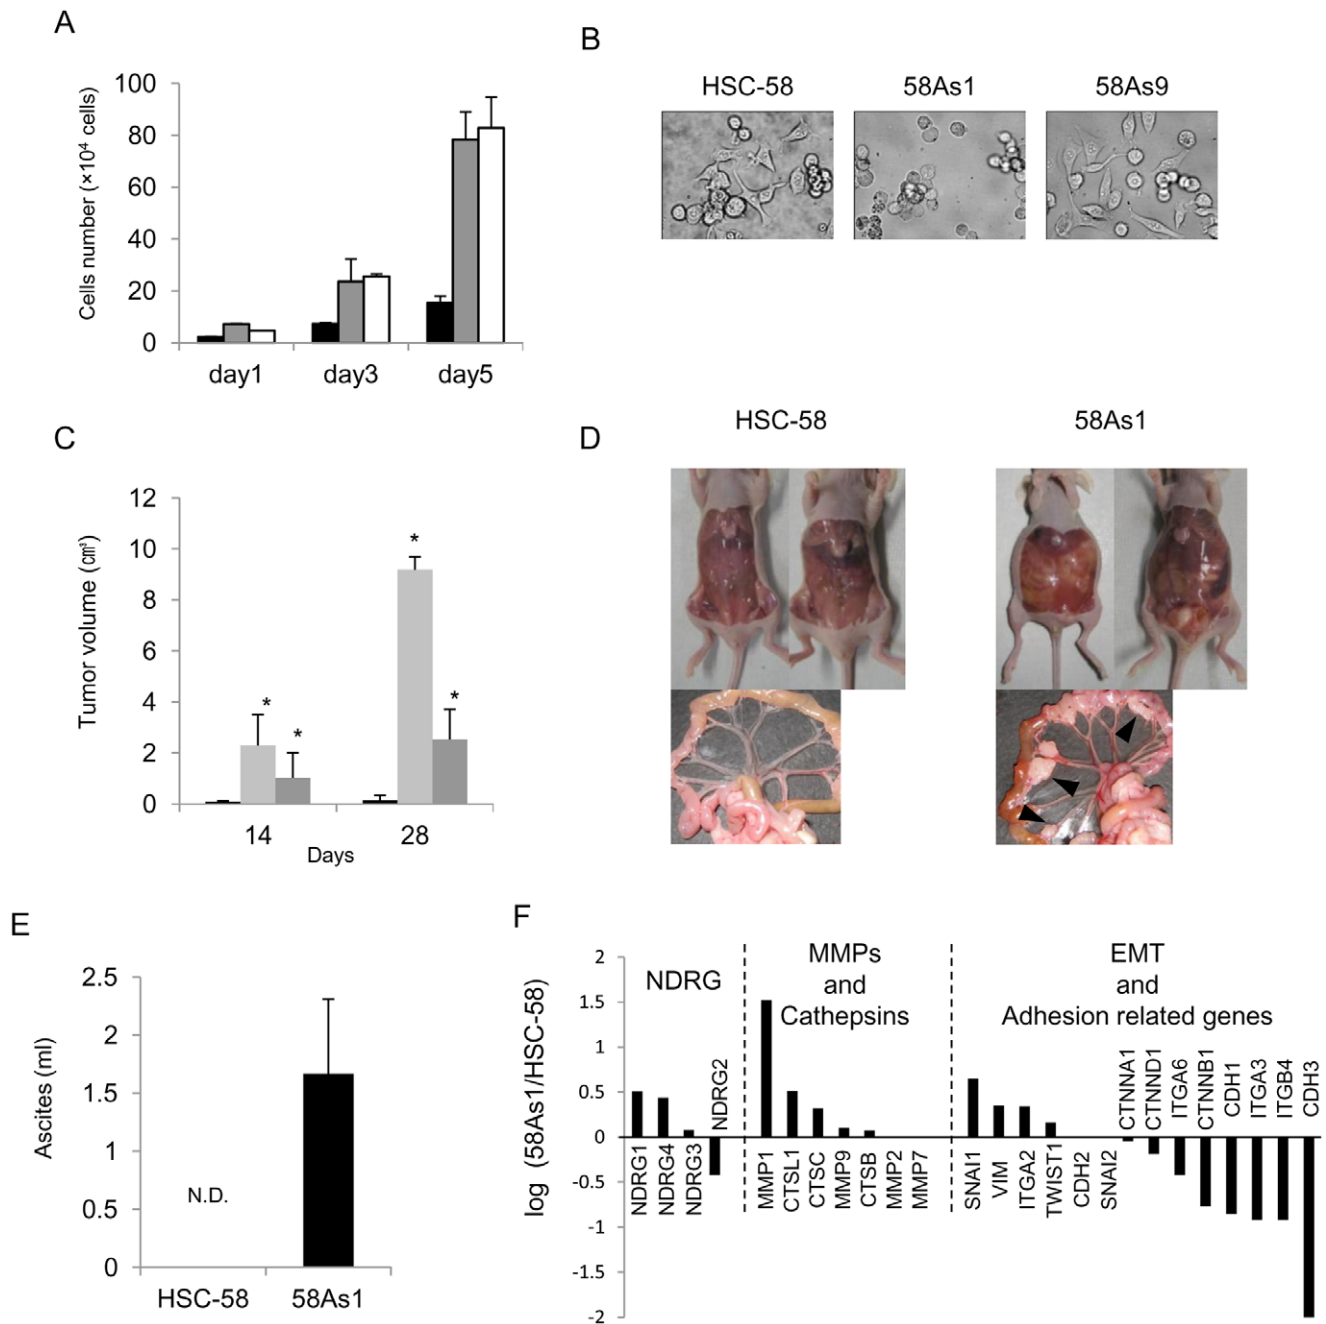 A
Cells number (×10⁴ cells)
100
80
60
40
20
0
day1 day3 day5
B
HSC-58 58As1 58As9
C
Tumor volume (㎤)
12
10
8
6
4
2
0
* * * *
14 28
Days
D
HSC-58 58As1
E
Ascites (ml)
2.5
2
1.5
1
0.5
0
N.D.
HSC-58 58As1
F
log (58As1/HSC-58)
2
1.5
1
0.5
0
-0.5
-1
-1.5
-2
NDRG
NDRG1
NDRG4
NDRG3
NDRG2
MMPs
and
Cathepsins
MMP1
CTSL1
CTSC
MMP9
CTSB
MMP2
MMP7
EMT
and
Adhesion related genes
SNAI1
VIM
ITGA2
TWIST1
CDH2
SNAI2
CTNNA1
CTNND1
ITGA6
CTNNB1
CDH1
ITGA3
ITGB4
CDH3